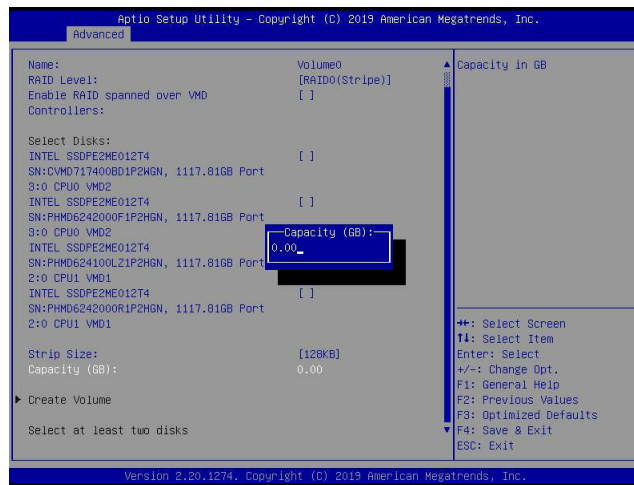 Aptio Setup Utility – Copyright (C) 2019 American Megatrends, Inc.
Advanced
Name: Volume0
RAID Level: [RAID0(Stripe)]
Enable RAID spanned over VMD [ ]
Controllers:
Select Disks:
INTEL SSDPE2ME012T4 [ ]
SN:CVMD717400BD1P2WGN, 1117.81GB Port
3:0 CPU0 VMD2
INTEL SSDPE2ME012T4 [ ]
SN:PHMD6242000F1P2HGN, 1117.81GB Port
3:0 CPU0 VMD2
INTEL SSDPE2ME012T4
SN:PHMD624100LZ1P2HGN, 1117.81GB Port
2:0 CPU1 VMD1
INTEL SSDPE2ME012T4 [ ]
SN:PHMD6242000R1P2HGN, 1117.81GB Port
2:0 CPU1 VMD1
Strip Size: [128KB]
Capacity (GB): 0.00
Create Volume
Select at least two disks
Capacity (GB):
0.00_
Capacity in GB
→←: Select Screen
↑↓: Select Item
Enter: Select
+/-: Change Opt.
F1: General Help
F2: Previous Values
F3: Optimized Defaults
F4: Save & Exit
ESC: Exit
Version 2.20.1274. Copyright (C) 2019 American Megatrends, Inc.